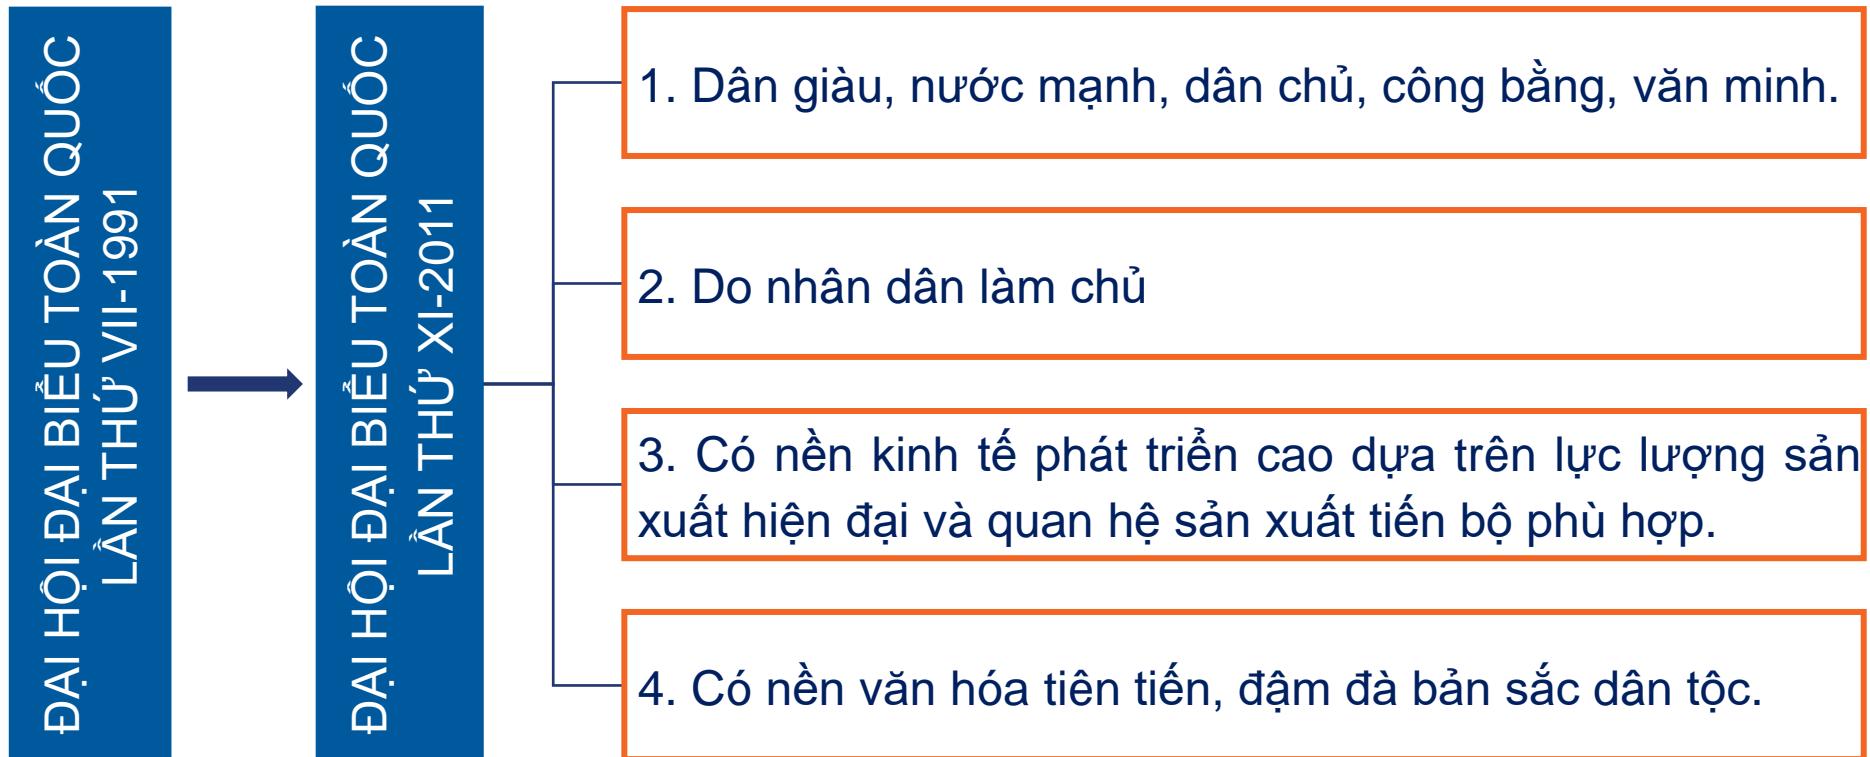 ĐẠI HỘI ĐẠI BIỂU TOÀN QUỐC
LẦN THỨ VII-1991
ĐẠI HỘI ĐẠI BIỂU TOÀN QUỐC
LẦN THỨ XI-2011
1. Dân giàu, nước mạnh, dân chủ, công bằng, văn minh.
2. Do nhân dân làm chủ
3. Có nền kinh tế phát triển cao dựa trên lực lượng sản
xuất hiện đại và quan hệ sản xuất tiến bộ phù hợp.
4. Có nền văn hóa tiên tiến, đậm đà bản sắc dân tộc.